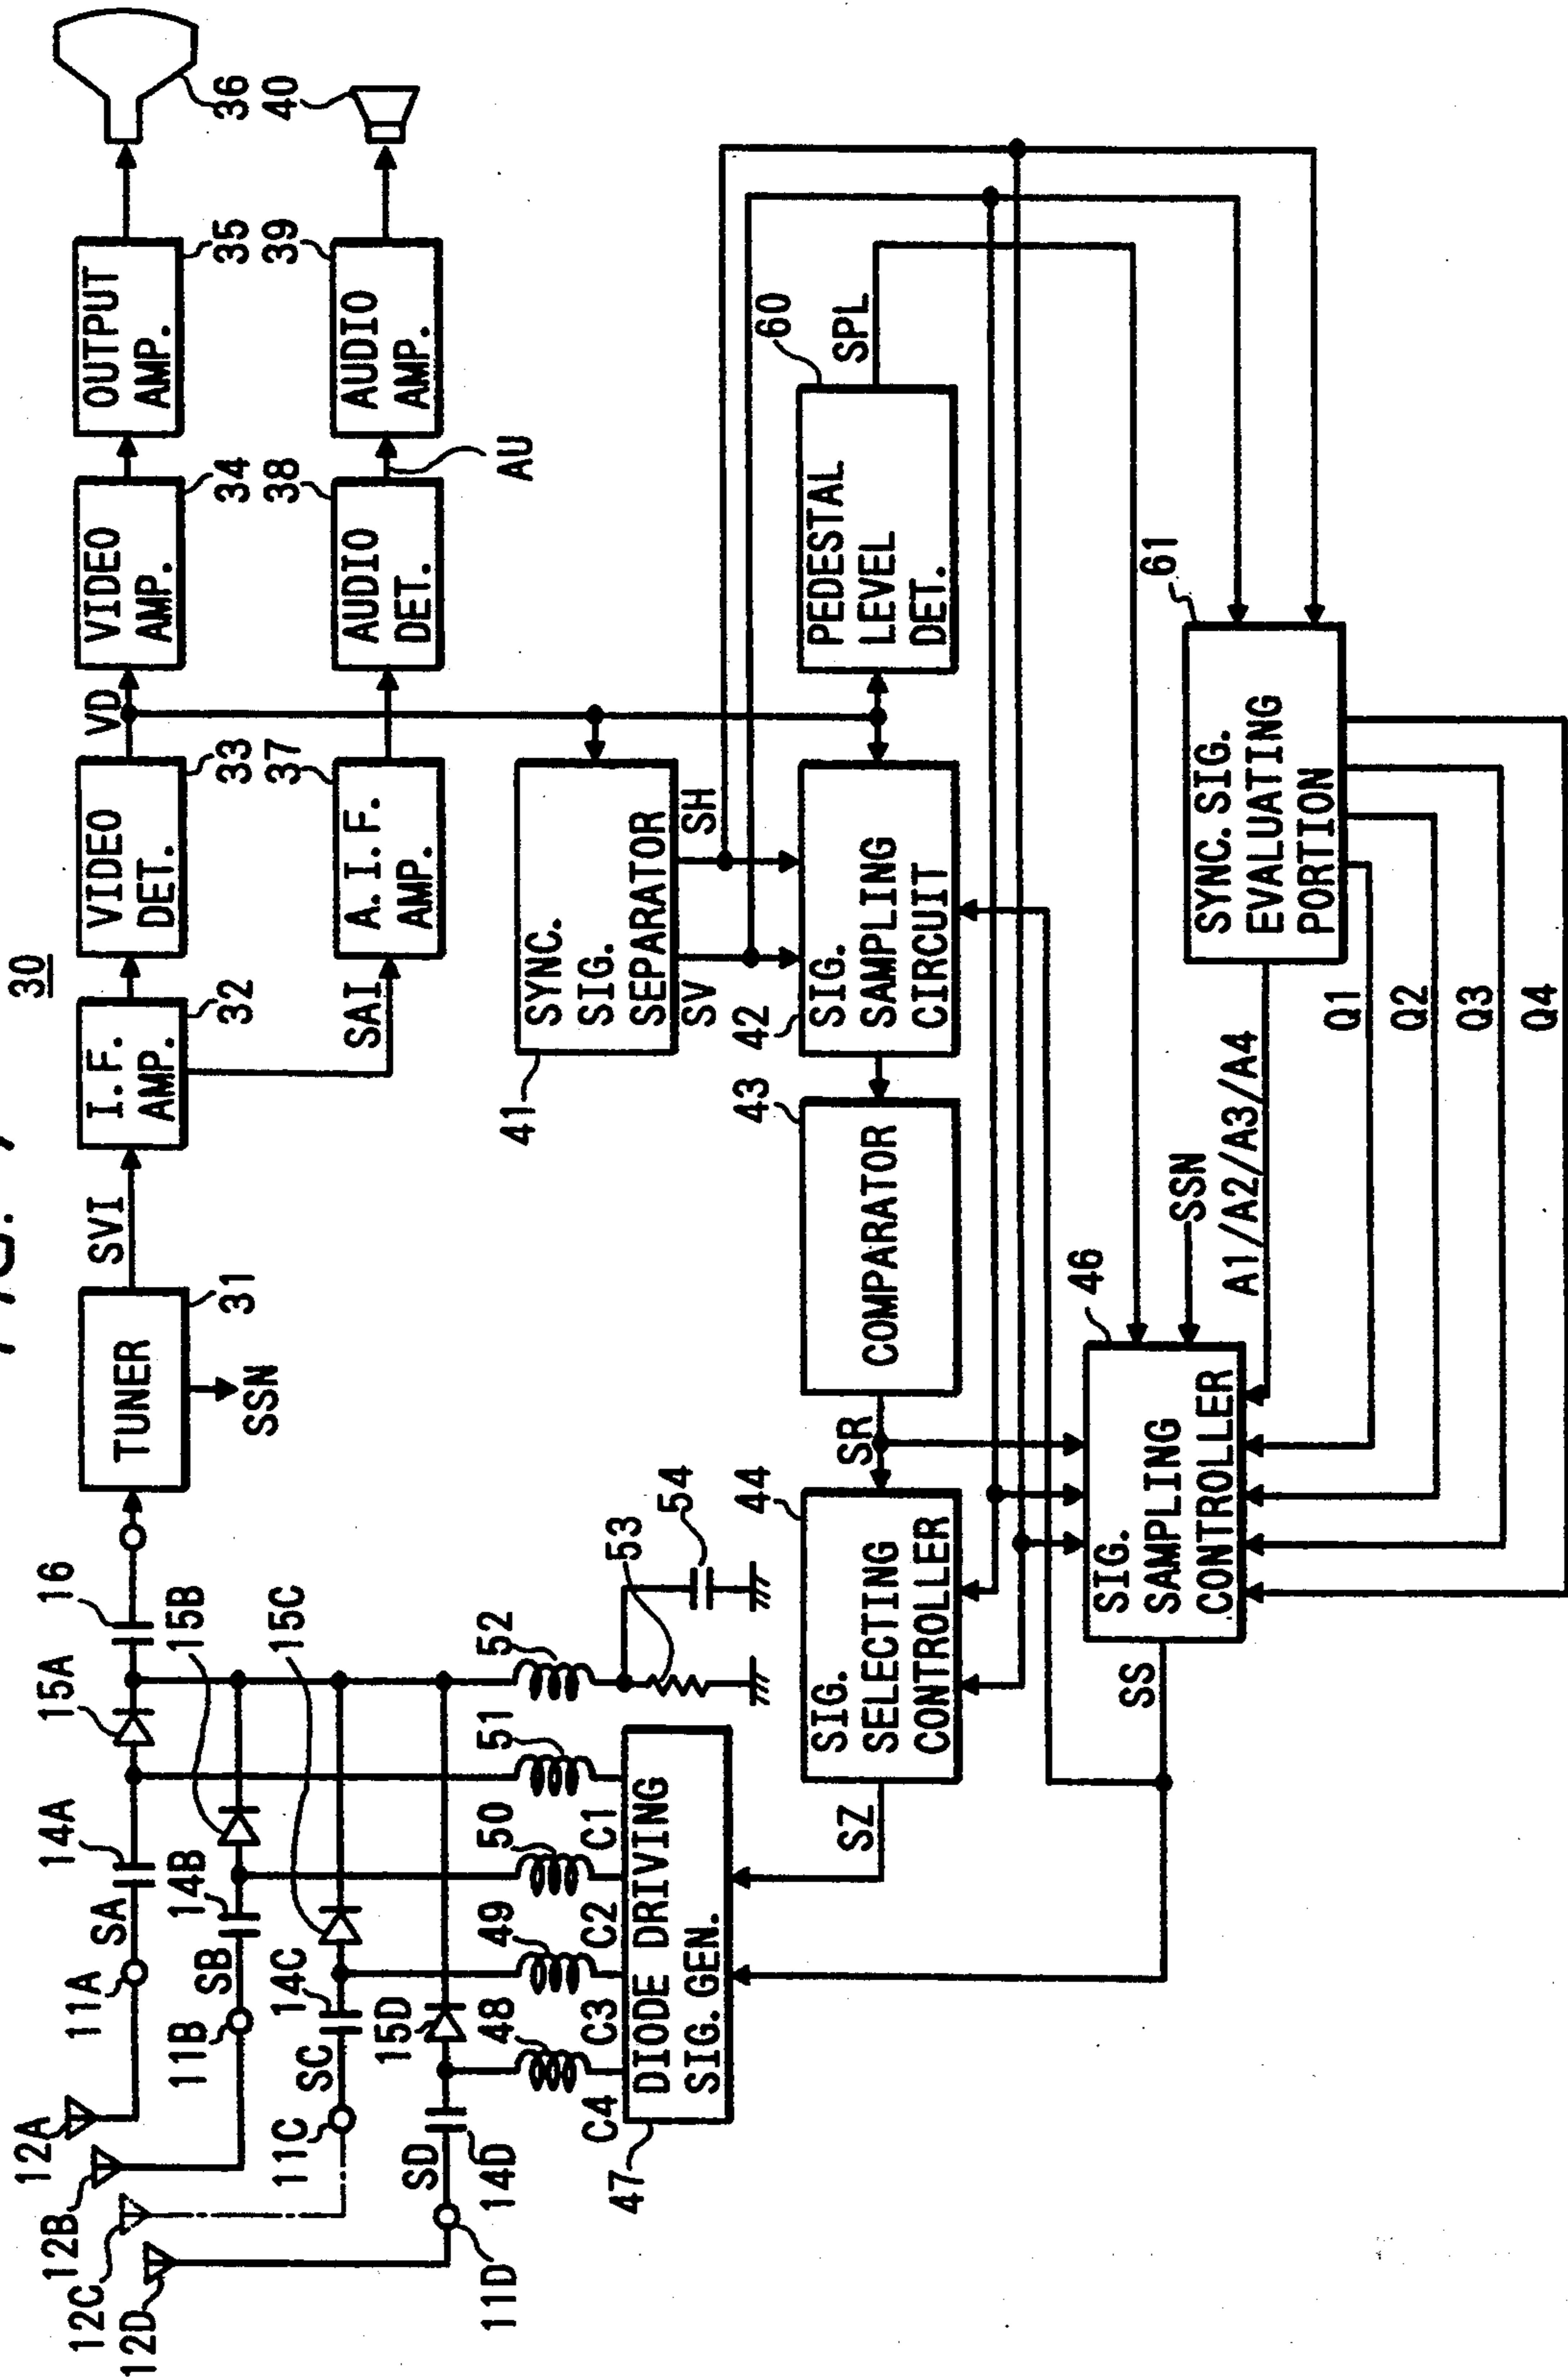 30
12A
12B
12C
12D
11A
SA
14A
15A
16
11B
SB
14B
15B
11C
SC
14C
15C
11D
SD
14D
15D
TUNER
31
SSN
SVI
I.F.
AMP.
32
SAI
VIDEO
DET.
33
VD
VIDEO
AMP.
34
OUTPUT
AMP.
35
36
A.I.F.
AMP.
37
AUDIO
DET.
38
AU
AUDIO
AMP.
39
40
48
49
50
51
52
53
54
C4
C3
C2
C1
DIODE DRIVING
SIG. GEN.
47
SYNC.
SIG.
SEPARATOR
41
SV
SH
SIG.
SAMPLING
CIRCUIT
42
PEDESTAL
LEVEL
DET.
60
SPL
COMPARATOR
43
SR
SIG.
SELECTING
CONTROLLER
44
SZ
SIG.
SAMPLING
CONTROLLER
46
SSN
SS
A1/A2/A3/A4
SYNC. SIG.
EVALUATING
PORTION
61
Q1
Q2
Q3
Q4